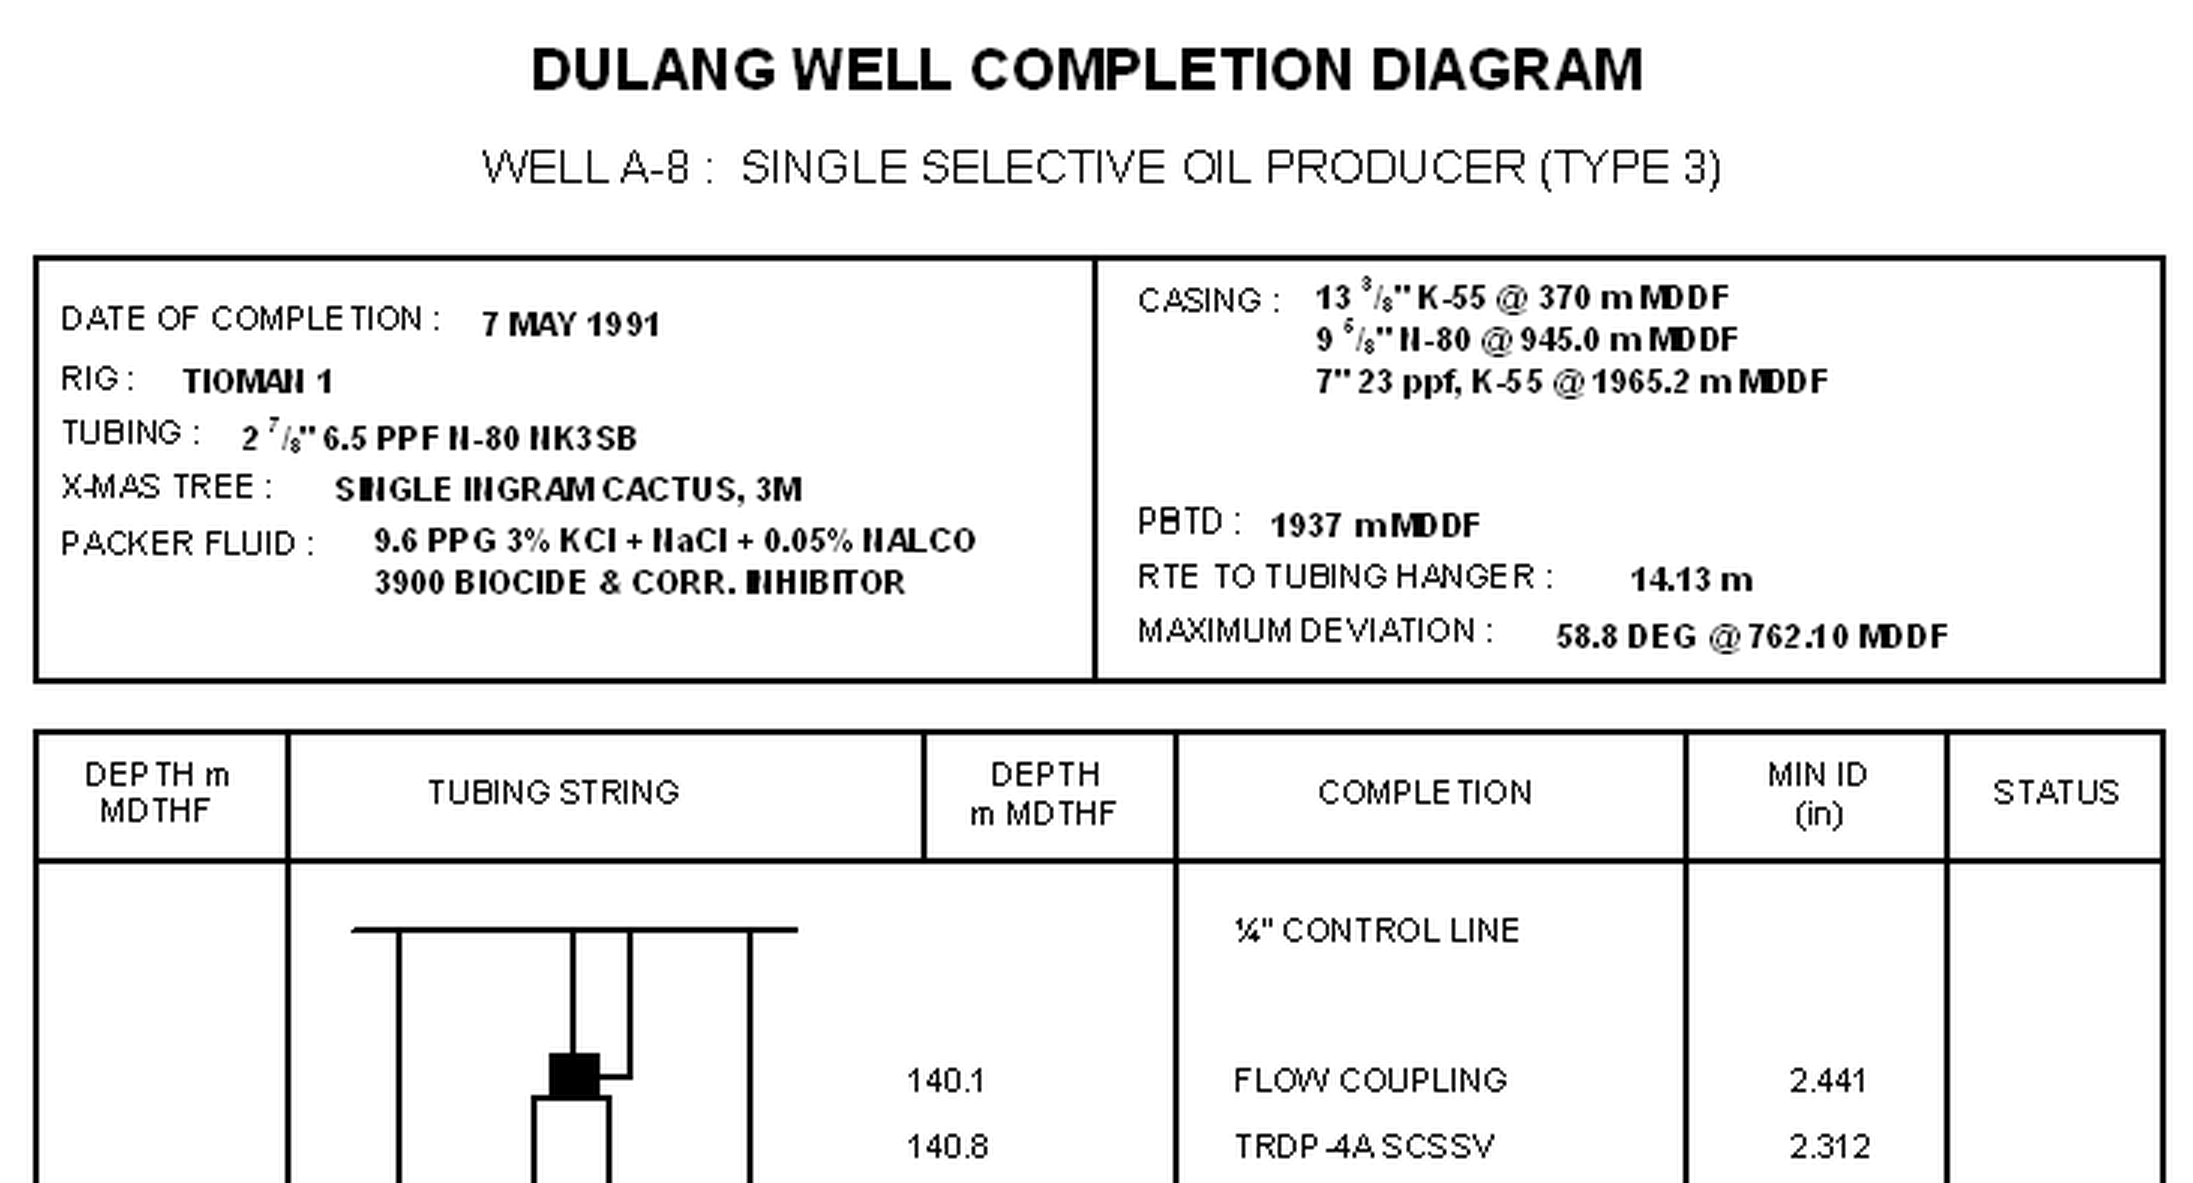 DULANG WELL COMPLETION DIAGRAM
WELL A-8 : SINGLE SELECTIVE OIL PRODUCER (TYPE 3)
DATE OF COMPLETION : 7 MAY 1991
RIG : TIOMAN 1
TUBING : 2 7/8" 6.5 PPF N-80 NK3SB
X-MAS TREE : SINGLE INGRAM CACTUS, 3M
PACKER FLUID : 9.6 PPG 3% KCl + NaCl + 0.05% NALCO
3900 BIOCIDE & CORR. INHIBITOR
CASING : 13 3/8" K-55 @ 370 m MDDF
9 5/8" N-80 @ 945.0 m MDDF
7" 23 ppf, K-55 @ 1965.2 m MDDF
PBTD : 1937 m MDDF
RTE TO TUBING HANGER : 14.13 m
MAXIMUM DEVIATION : 58.8 DEG @ 762.10 MDDF
DEPTH m
MDTHF
TUBING STRING
DEPTH
m MDTHF
COMPLETION
MIN ID
(in)
STATUS
¼" CONTROL LINE
140.1 FLOW COUPLING 2.441
140.8 TRDP-4A SCSSV 2.312